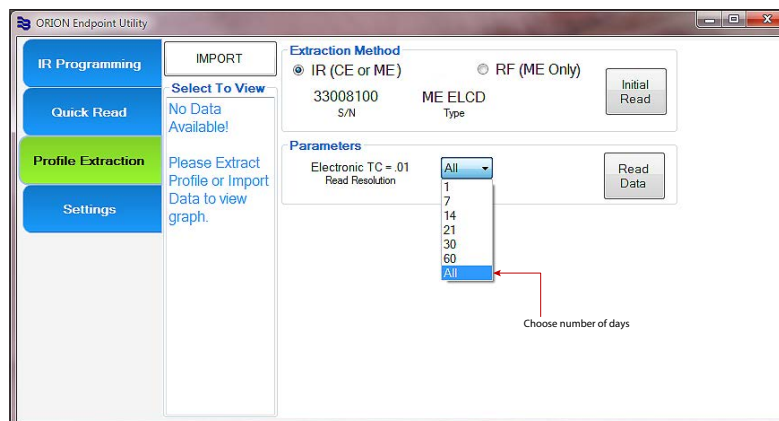 ORION Endpoint Utility
IR Programming
Quick Read
Profile Extraction
Settings
IMPORT
Select To View
No Data
Available!
Please Extract
Profile or Import
Data to view
graph.
Extraction Method
IR (CE or ME)
RF (ME Only)
33008100
S/N
ME ELCD
Type
Initial
Read
Parameters
Electronic TC = .01
Read Resolution
All
1
7
14
21
30
60
All
Read
Data
Choose number of days